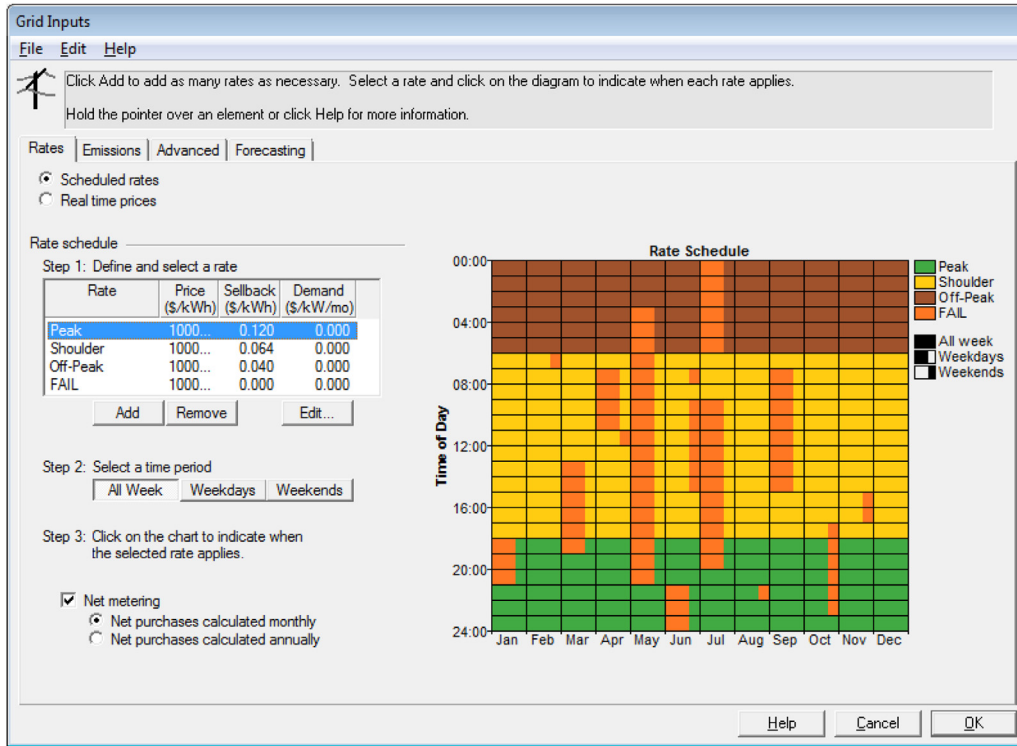 Grid Inputs
File Edit Help
Click Add to add as many rates as necessary. Select a rate and click on the diagram to indicate when each rate applies.
Hold the pointer over an element or click Help for more information.
Rates Emissions Advanced Forecasting
Scheduled rates
Real time prices
Rate schedule
Step 1: Define and select a rate
Rate Price Sellback Demand
($/kWh) ($/kWh) ($/kW/mo)
Peak 1000... 0.120 0.000
Shoulder 1000... 0.064 0.000
Off-Peak 1000... 0.040 0.000
FAIL 1000... 0.000 0.000
Add Remove Edit...
Step 2: Select a time period
All Week Weekdays Weekends
Step 3: Click on the chart to indicate when
the selected rate applies.
Net metering
Net purchases calculated monthly
Net purchases calculated annually
Rate Schedule
Time of Day
00:00
04:00
08:00
12:00
16:00
20:00
24:00
Jan Feb Mar Apr May Jun Jul Aug Sep Oct Nov Dec
Peak
Shoulder
Off-Peak
FAIL
All week
Weekdays
Weekends
Help Cancel OK